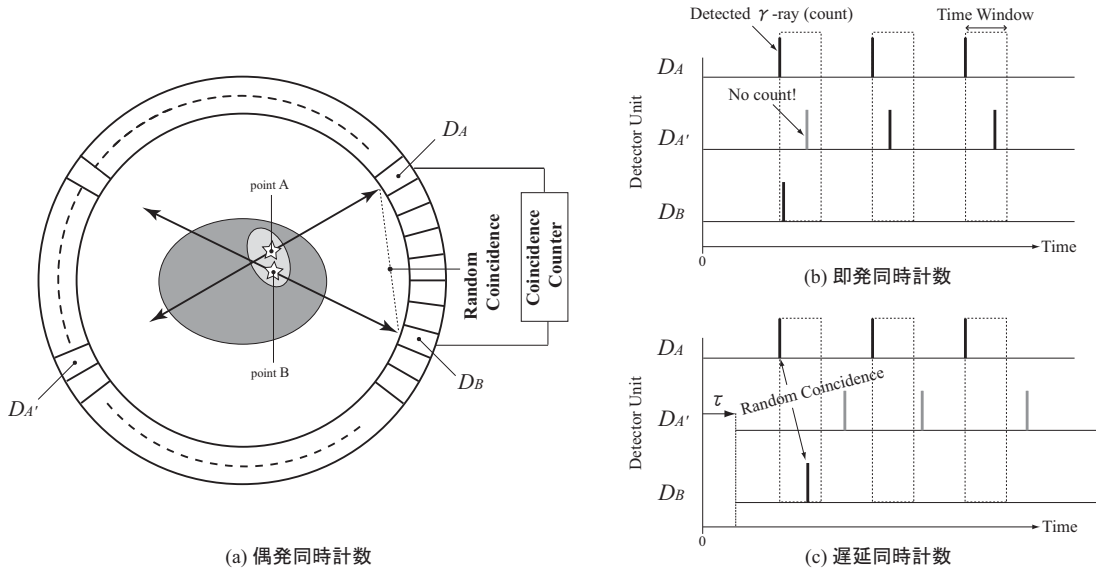 DA
point A
Random
Coincidence
Coincidence
Counter
point B
DA'
DB
(a) 偶発同時計数
Detected γ-ray (count)
Time Window
DA
No count!
DA'
DB
Detector Unit
0
Time
(b) 即発同時計数
DA
Random Coincidence
τ
DA'
DB
Detector Unit
0
Time
(c) 遅延同時計数